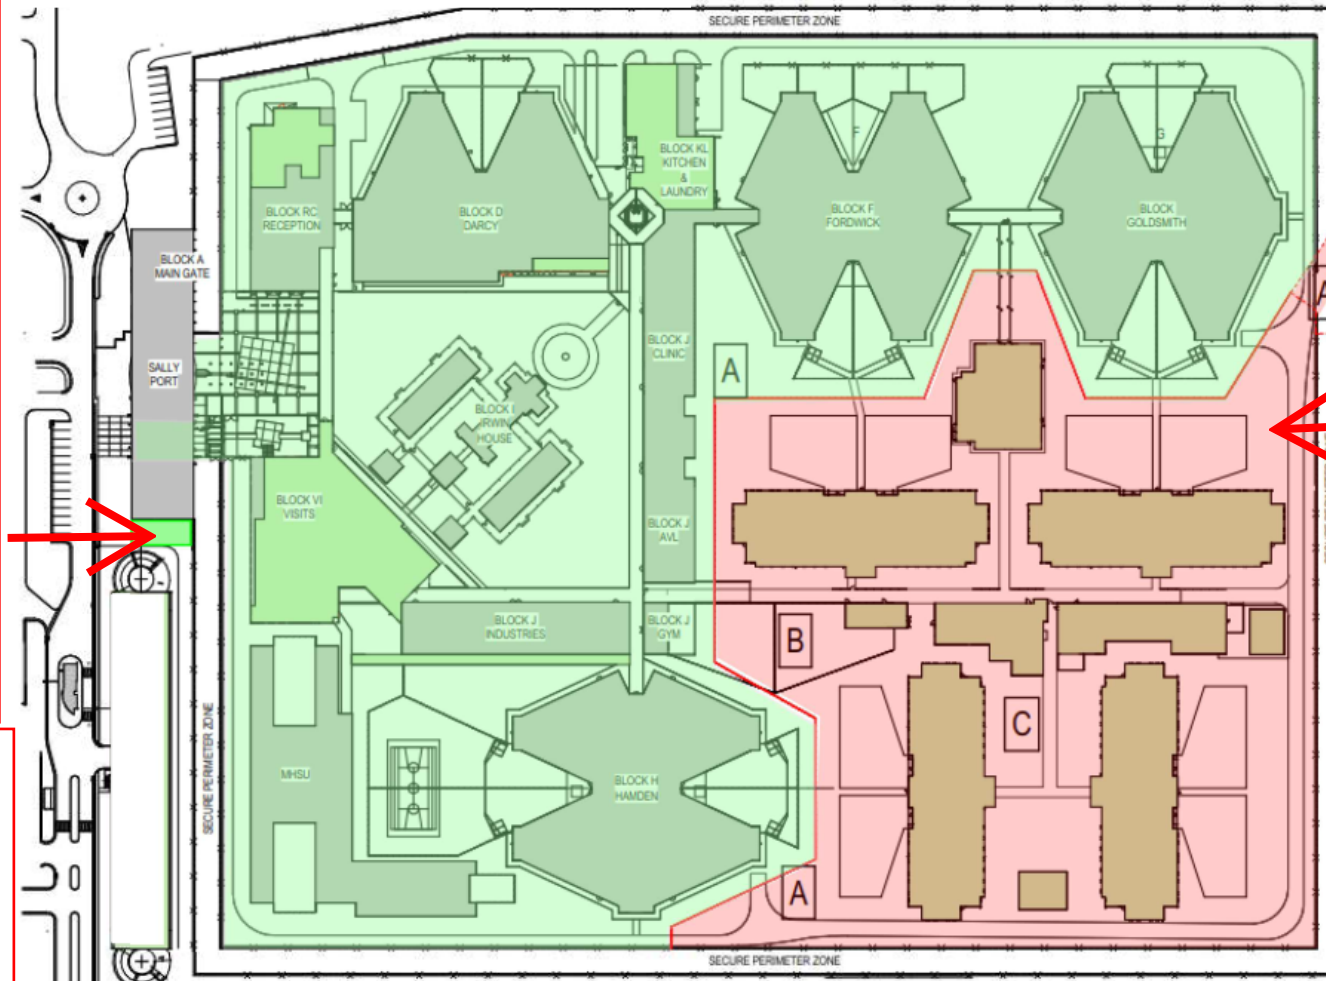 SECURE PERIMETER ZONE
BLOCK KL
KITCHEN
&
LAUNDRY
F
G
BLOCK RC
RECEPTION
BLOCK D
DARCY
BLOCK F
FORDWICK
BLOCK
GOLDSMITH
BLOCK A
MAIN GATE
A
SALLY
PORT
BLOCK J
CLINIC
A
BLOCK I
IRWIN
HOUSE
BLOCK VI
VISITS
BLOCK J
AVL
BLOCK J
INDUSTRIES
BLOCK J
GYM
B
C
SECURE PERIMETER ZONE
MHSU
BLOCK H
HAMDEN
A
SECURE PERIMETER ZONE